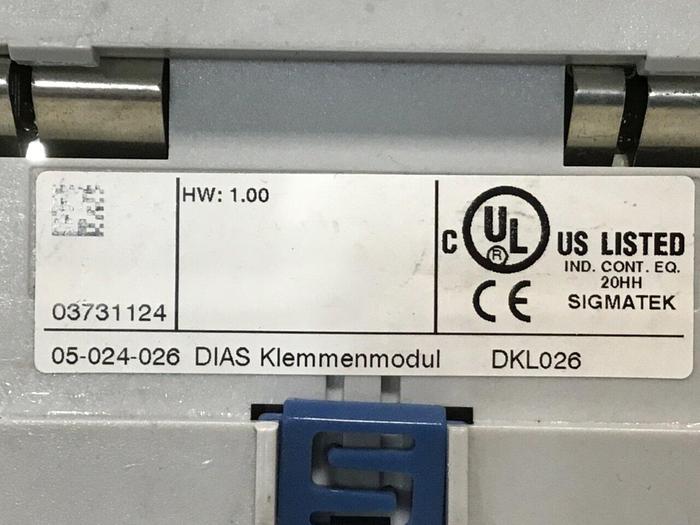 HW: 1.00
03731124
C UL US LISTED
R
IND. CONT. EQ.
20HH
CE SIGMATEK
05-024-026 DIAS Klemmenmodul DKL026